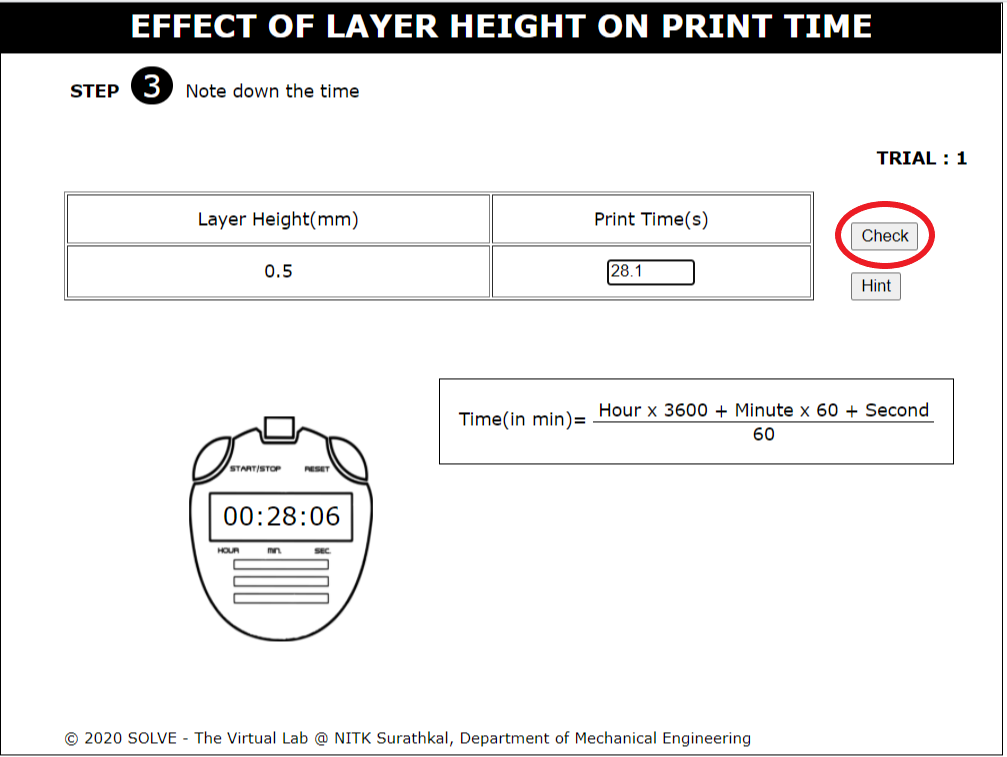 EFFECT OF LAYER HEIGHT ON PRINT TIME
STEP 3 Note down the time
TRIAL : 1
Layer Height(mm) Print Time(s)
Check
0.5 28.1
Hint
Time(in min)= Hour x 3600 + Minute x 60 + Second
60
START/STOP RESET
00:28:06
HOUR min. SEC.
© 2020 SOLVE - The Virtual Lab @ NITK Surathkal, Department of Mechanical Engineering